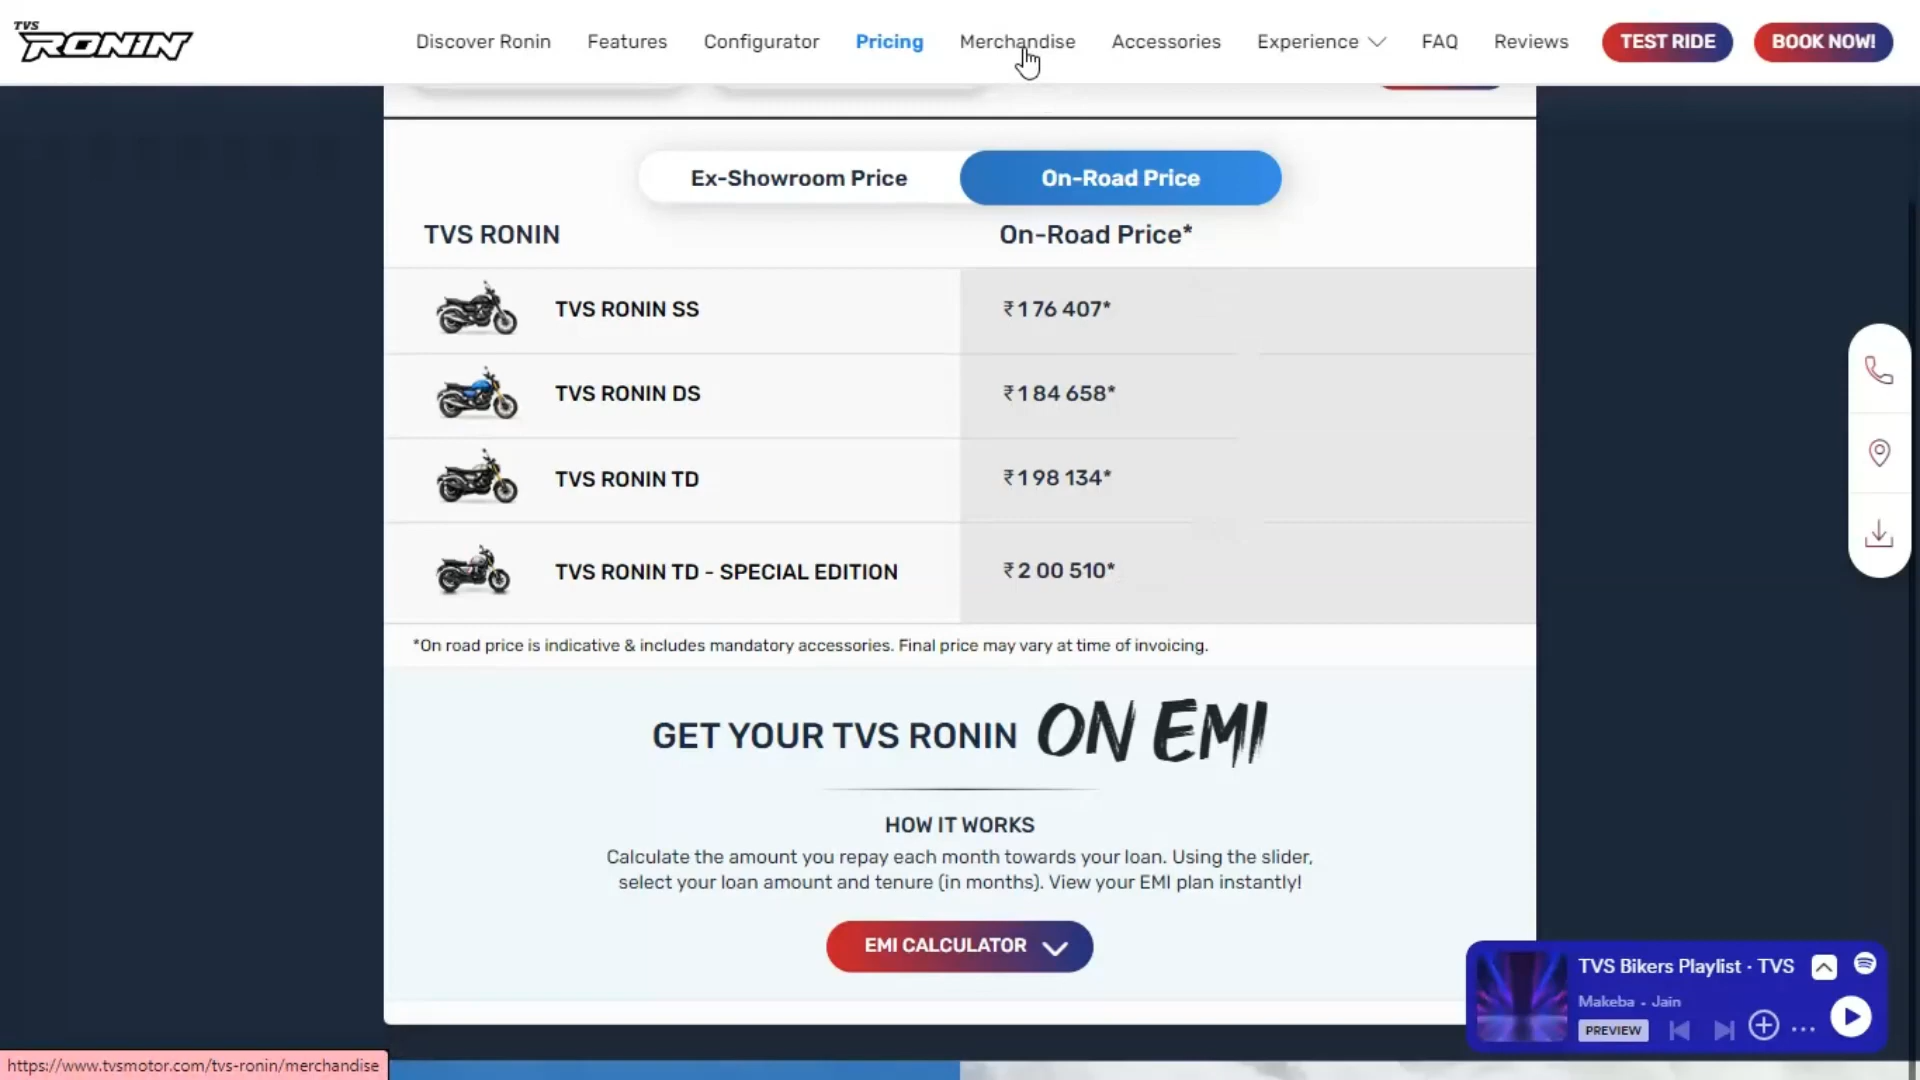 TVS
RONIN
Discover Ronin
Features
Configurator
Pricing
Merchandise
Accessories
Experience
FAQ
Reviews
TEST RIDE
BOOK NOW!
Ex-Showroom Price
On-Road Price
TVS RONIN
On-Road Price*
TVS RONIN SS
₹1 76 407*
TVS RONIN DS
₹1 84 658*
TVS RONIN TD
₹1 98 134*
TVS RONIN TD - SPECIAL EDITION
₹2 00 510*
*On road price is indicative & includes mandatory accessories. Final price may vary at time of invoicing.
GET YOUR TVS RONIN ON EMI
HOW IT WORKS
Calculate the amount you repay each month towards your loan. Using the slider,
select your loan amount and tenure (in months). View your EMI plan instantly!
EMI CALCULATOR
TVS Bikers Playlist · TVS
Makeba - Jain
PREVIEW
https://www.tvsmotor.com/tvs-ronin/merchandise